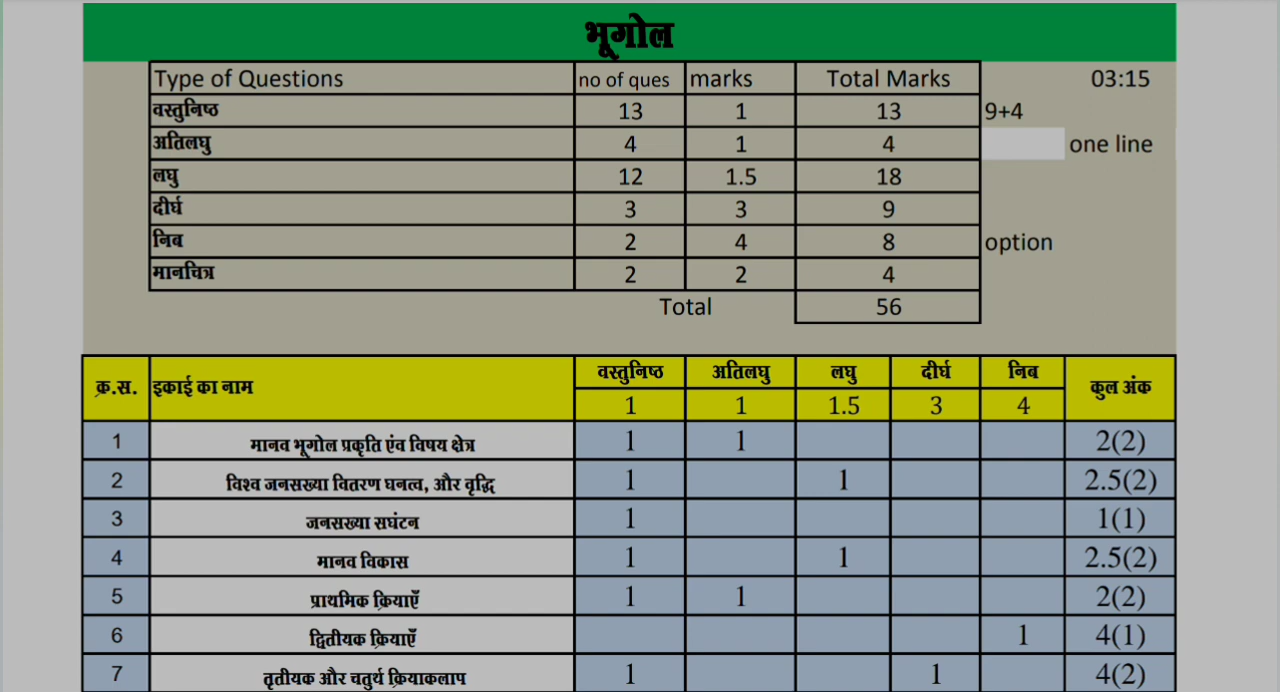 भूगोल
Type of Questions no of ques marks Total Marks 03:15
वस्तुनिष्ठ 13 1 13 9+4
अतिलघु 4 1 4 one line
लघु 12 1.5 18
दीर्घ 3 3 9
निब 2 4 8 option
मानचित्र 2 2 4
Total 56
क्र.स. इकाई का नाम वस्तुनिष्ठ अतिलघु लघु दीर्घ निब कुल अंक
1 1 1.5 3 4
1 मानव भूगोल प्रकृति एंव विषय क्षेत्र 1 1 2(2)
2 विश्व जनसख्या वितरण घनत्व, और वृद्धि 1 1 2.5(2)
3 जनसख्या सघंटन 1 1(1)
4 मानव विकास 1 1 2.5(2)
5 प्राथमिक क्रियाएँ 1 1 2(2)
6 द्वितीयक क्रियाएँ 1 4(1)
7 तृतीयक और चतुर्थ क्रियाकलाप 1 1 4(2)